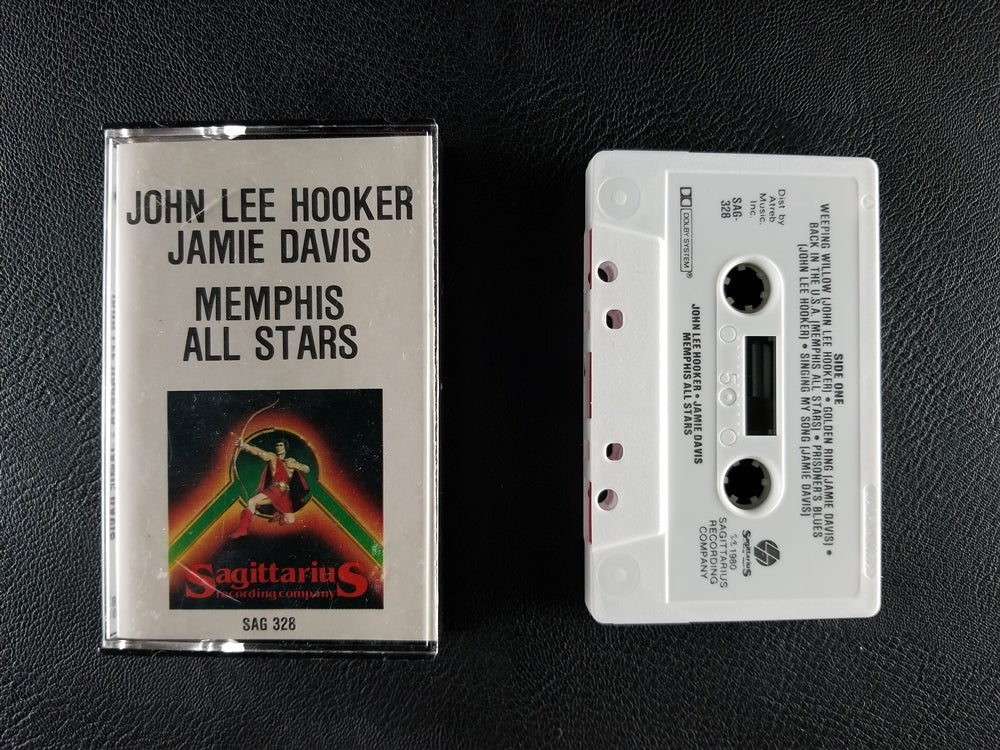 JOHN LEE HOOKER
JAMIE DAVIS
MEMPHIS
ALL STARS
SagittariuS
recording company
SAG 328
SIDE ONE
WEEPING WILLOW (JOHN LEE HOOKER) • GOLDEN RING (JAMIE DAVIS) •
BACK IN THE U.S.A. (MEMPHIS ALL STARS) • PRISONER'S BLUES
(JOHN LEE HOOKER) • SINGING MY SONG (JAMIE DAVIS)
Dist by
Atreb
Music,
Inc.
SAG-
328
DOLBY SYSTEM®
50
SagittariuS
1980
SAGITTARIUS
RECORDING
COMPANY
JOHN LEE HOOKER • JAMIE DAVIS
MEMPHIS ALL STARS